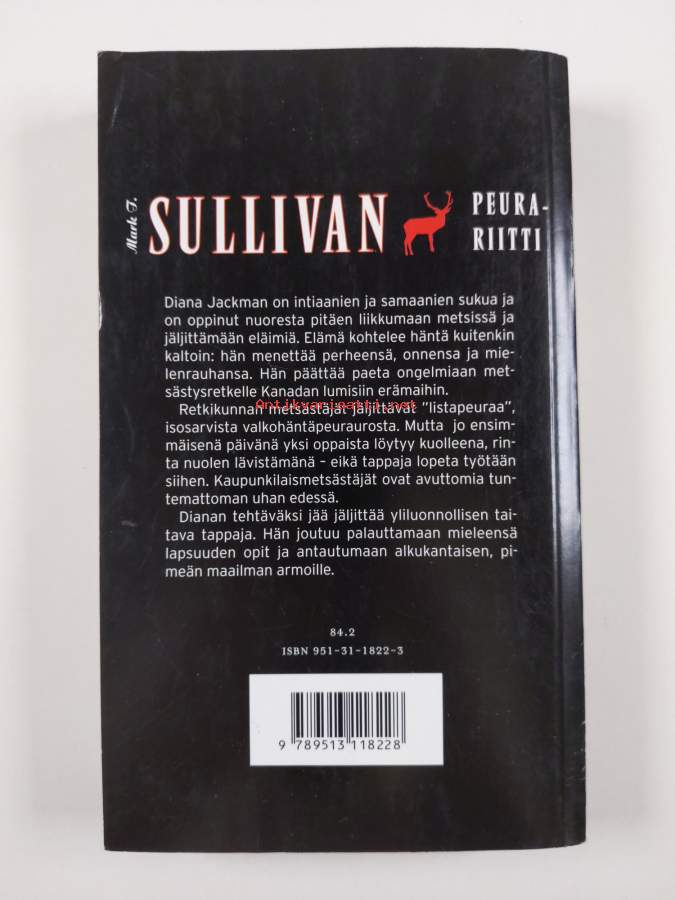 Mark T.
SULLIVAN
PEURA-
RIITTI
Diana Jackman on intiaanien ja samaanien sukua ja
on oppinut nuoresta pitäen liikkumaan metsissä ja
jäljittämään eläimiä. Elämä kohtelee häntä kuitenkin
kaltoin: hän menettää perheensä, onnensa ja mie-
lenrauhansa. Hän päättää paeta ongelmiaan met-
sästysretkelle Kanadan lumisiin erämaihin.
Antikvariaatti.net
Retkikunnan metsästäjät jäljittävät "listapeuraa",
isosarvista valkohäntäpeuraurosta. Mutta jo ensim-
mäisenä päivänä yksi oppaista löytyy kuolleena, rin-
ta nuolen lävistämänä – eikä tappaja lopeta työtään
siihen. Kaupunkilaismetsästäjät ovat avuttomia tun-
temattoman uhan edessä.
Dianan tehtäväksi jää jäljittää yliluonnollisen tai-
tava tappaja. Hän joutuu palauttamaan mieleensä
lapsuuden opit ja antautumaan alkukantaisen, pi-
meän maailman armoille.
84.2
ISBN 951-31-1822-3
9 789513 118228